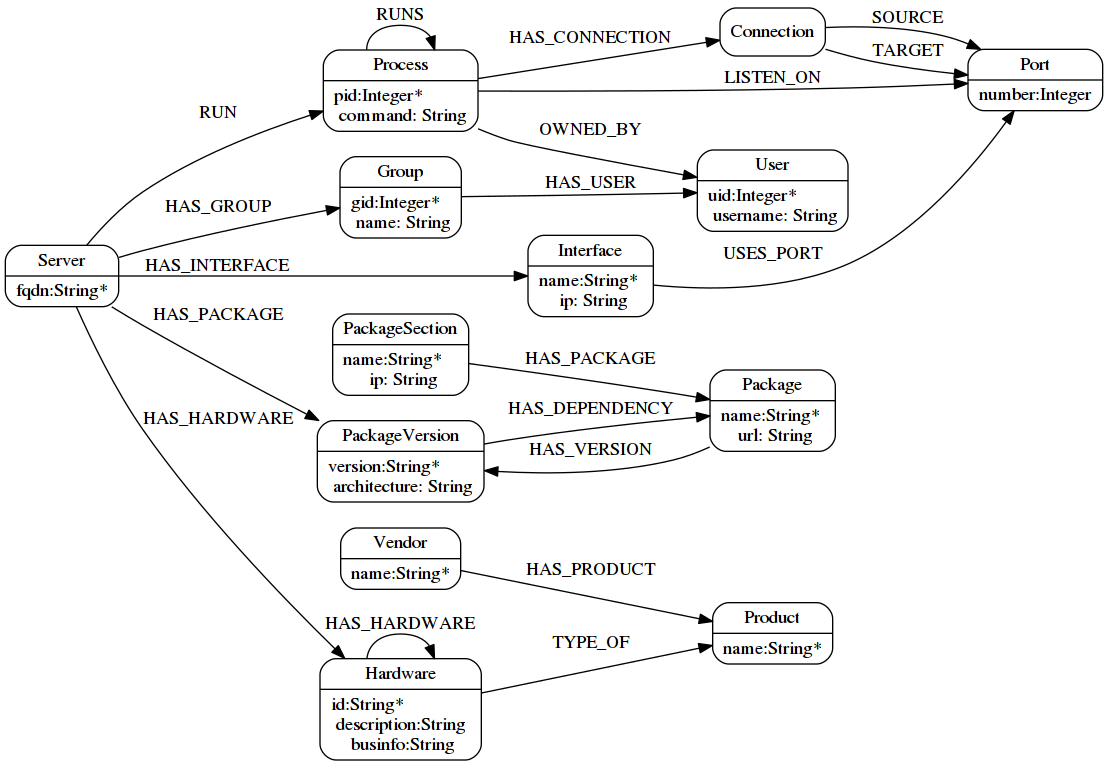 RUNS
Process
pid:Integer*
command: String
HAS_CONNECTION
Connection
SOURCE
TARGET
LISTEN_ON
Port
number:Integer
RUN
OWNED_BY
Group
gid:Integer*
name: String
HAS_USER
User
uid:Integer*
username: String
HAS_GROUP
Server
fqdn:String*
HAS_INTERFACE
Interface
name:String*
ip: String
USES_PORT
HAS_PACKAGE
PackageSection
name:String*
ip: String
HAS_PACKAGE
Package
name:String*
url: String
HAS_DEPENDENCY
HAS_VERSION
HAS_HARDWARE
PackageVersion
version:String*
architecture: String
Vendor
name:String*
HAS_PRODUCT
Product
name:String*
HAS_HARDWARE
TYPE_OF
Hardware
id:String*
description:String
businfo:String